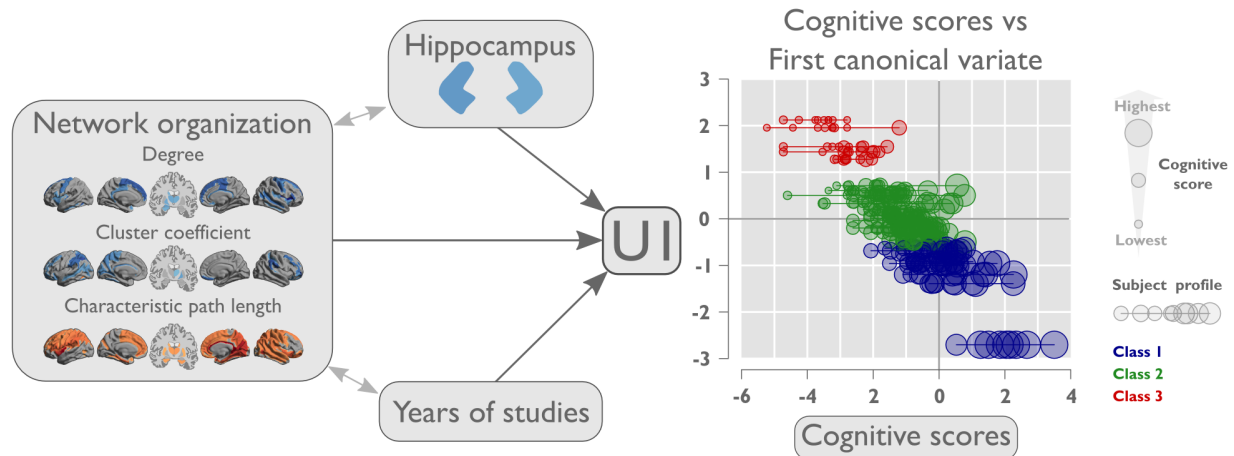 Hippocampus
Network organization
Degree
Cluster coefficient
Characteristic path length
UI
Years of studies
Cognitive scores vs
First canonical variate
3
2
1
0
-1
-2
-3
-6
-4
2
0
2
4
Cognitive scores
Highest
Cognitive
score
Lowest
Subject profile
Class 1
Class 2
Class 3